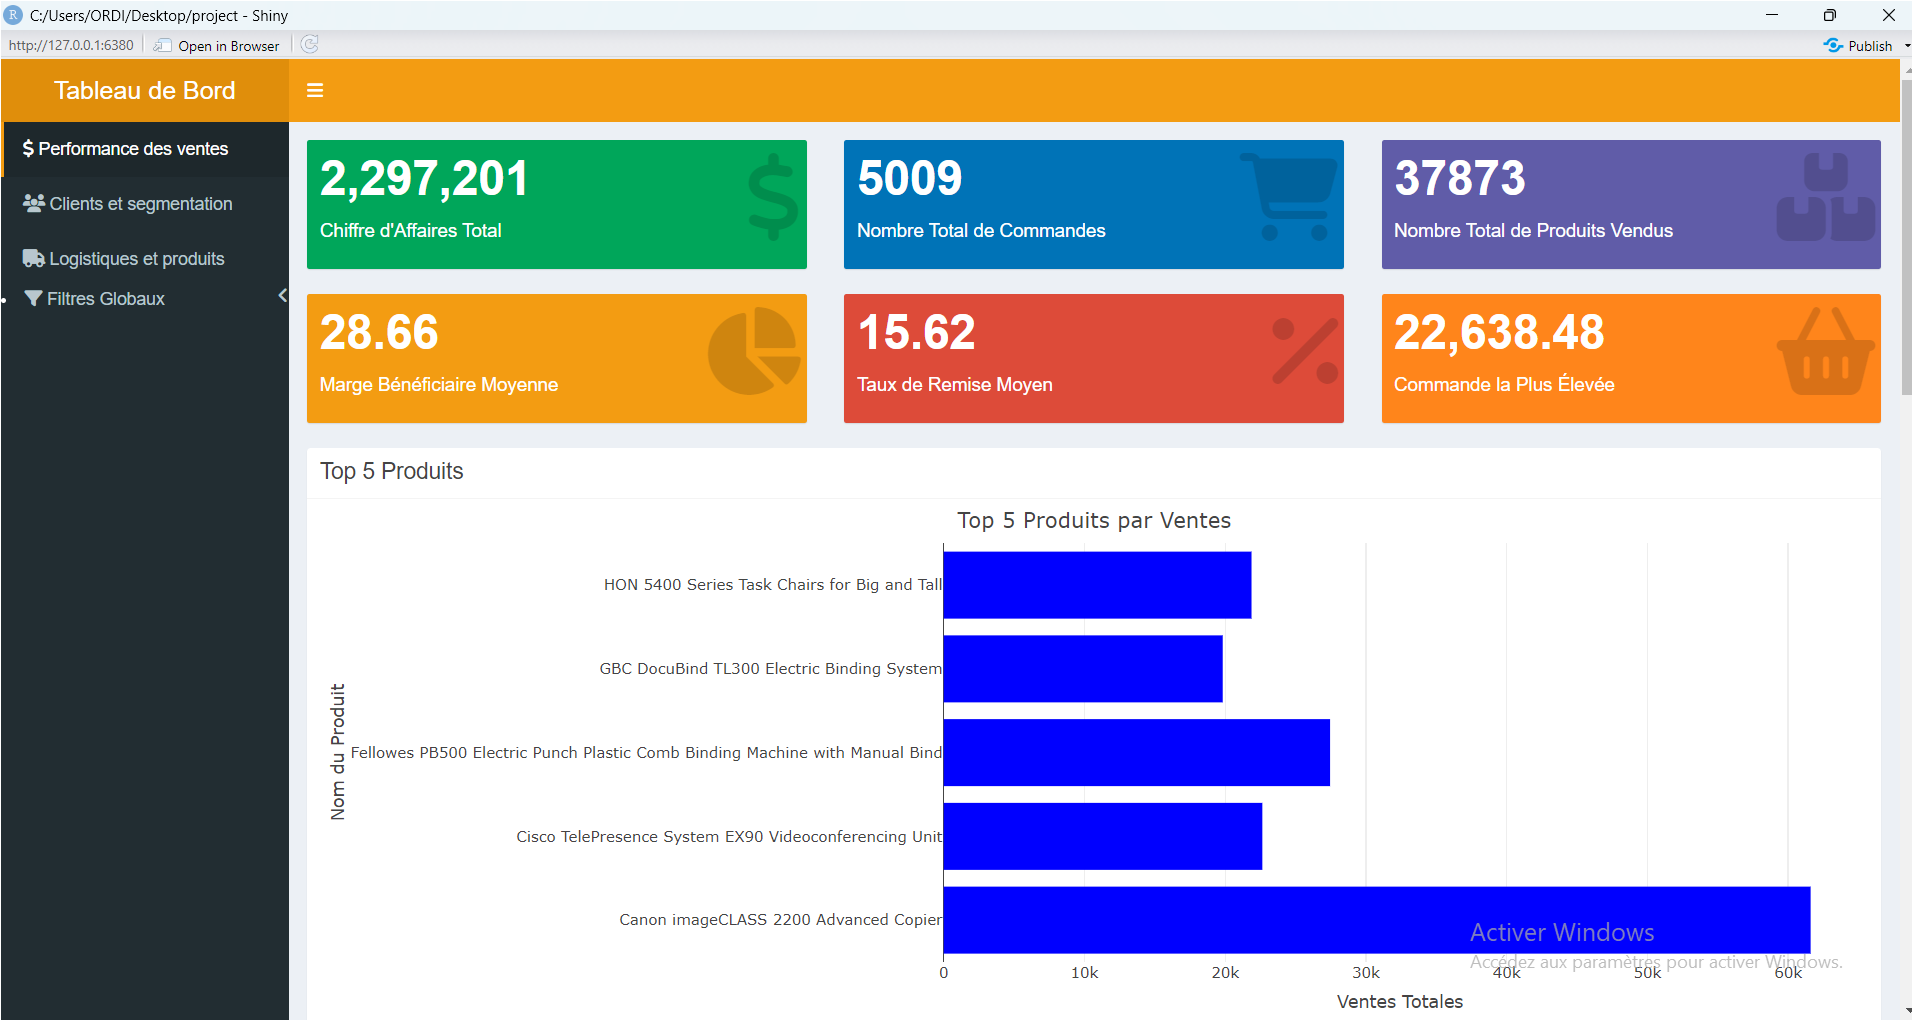 R C:/Users/ORDI/Desktop/project - Shiny
http://127.0.0.1:6380 Open in Browser Publish
Tableau de Bord
Performance des ventes
Clients et segmentation
Logistiques et produits
Filtres Globaux
2,297,201
Chiffre d'Affaires Total
5009
Nombre Total de Commandes
37873
Nombre Total de Produits Vendus
28.66
Marge Bénéficiaire Moyenne
15.62
Taux de Remise Moyen
22,638.48
Commande la Plus Élevée
Top 5 Produits
Top 5 Produits par Ventes
Nom du Produit
HON 5400 Series Task Chairs for Big and Tall
GBC DocuBind TL300 Electric Binding System
Fellowes PB500 Electric Punch Plastic Comb Binding Machine with Manual Bind
Cisco TelePresence System EX90 Videoconferencing Unit
Canon imageCLASS 2200 Advanced Copier
0 10k 20k 30k 40k 50k 60k
Ventes Totales
Activer Windows
Accédez aux paramètres pour activer Windows.